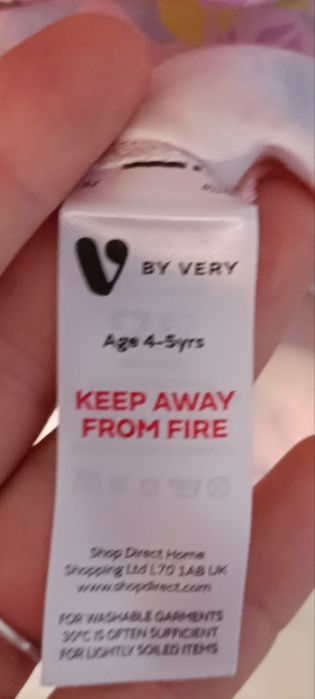 V BY VERY
Age 4-5yrs
KEEP AWAY
FROM FIRE
Shop Direct Home
Shopping Ltd L70 1AB UK
www.shopdirect.com
FOR WASHABLE GARMENTS
30°C IS OFTEN SUFFICIENT
FOR LIGHTLY SOILED ITEMS